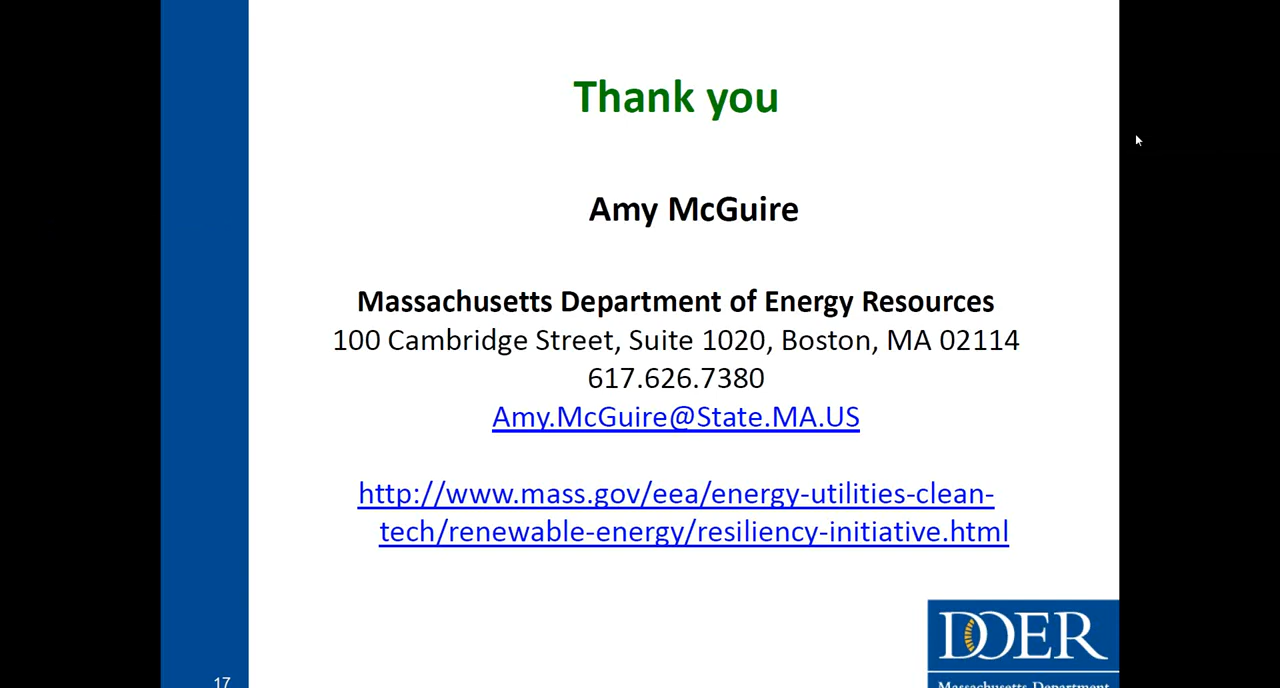 Thank you
Amy McGuire
Massachusetts Department of Energy Resources
100 Cambridge Street, Suite 1020, Boston, MA 02114
617.626.7380
Amy.McGuire@State.MA.US
http://www.mass.gov/eea/energy-utilities-clean-
tech/renewable-energy/resiliency-initiative.html
DOER
Massachusetts Department
17